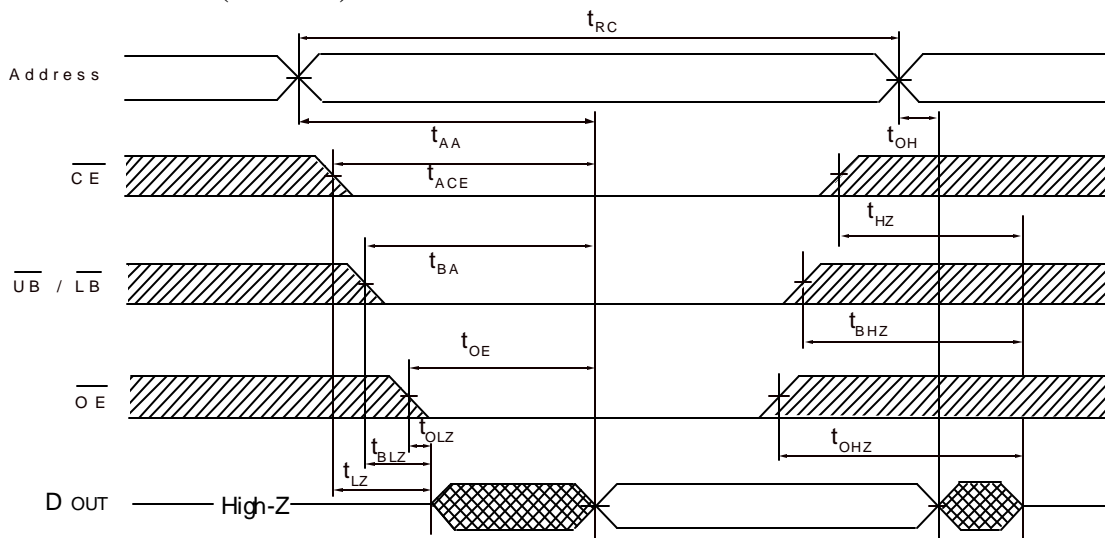 tRC
Address
tAA
tOH
CE
tACE
tHZ
UB / LB
tBA
tBHZ
tOE
OE
tOLZ
tBLZ
tOHZ
tLZ
D OUT
High-Z